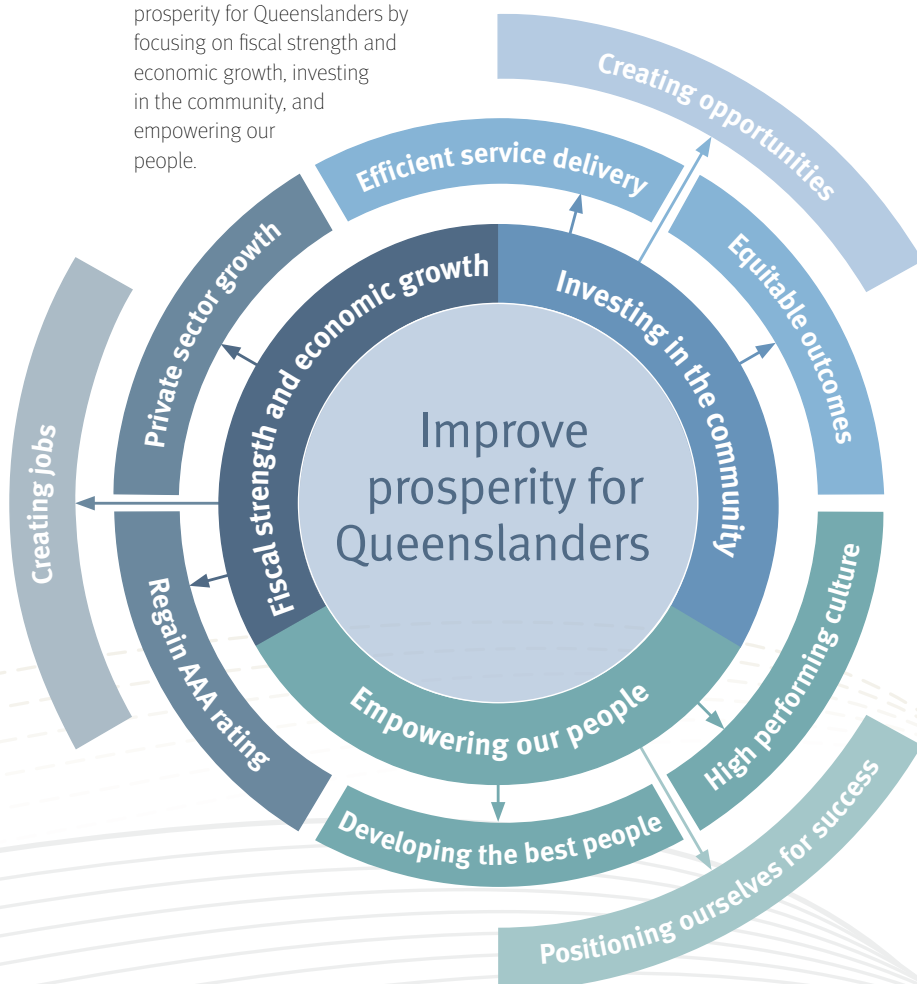 prosperity for Queenslanders by
focusing on fiscal strength and
economic growth, investing
in the community, and
empowering our
people.
Creating opportunities
Efficient service delivery
Equitable outcomes
Private sector growth
Fiscal strength and economic growth
Investing in the community
Creating jobs
Improve
prosperity for
Queenslanders
Regain AAA rating
High performing culture
Empowering our people
Developing the best people
Positioning ourselves for success